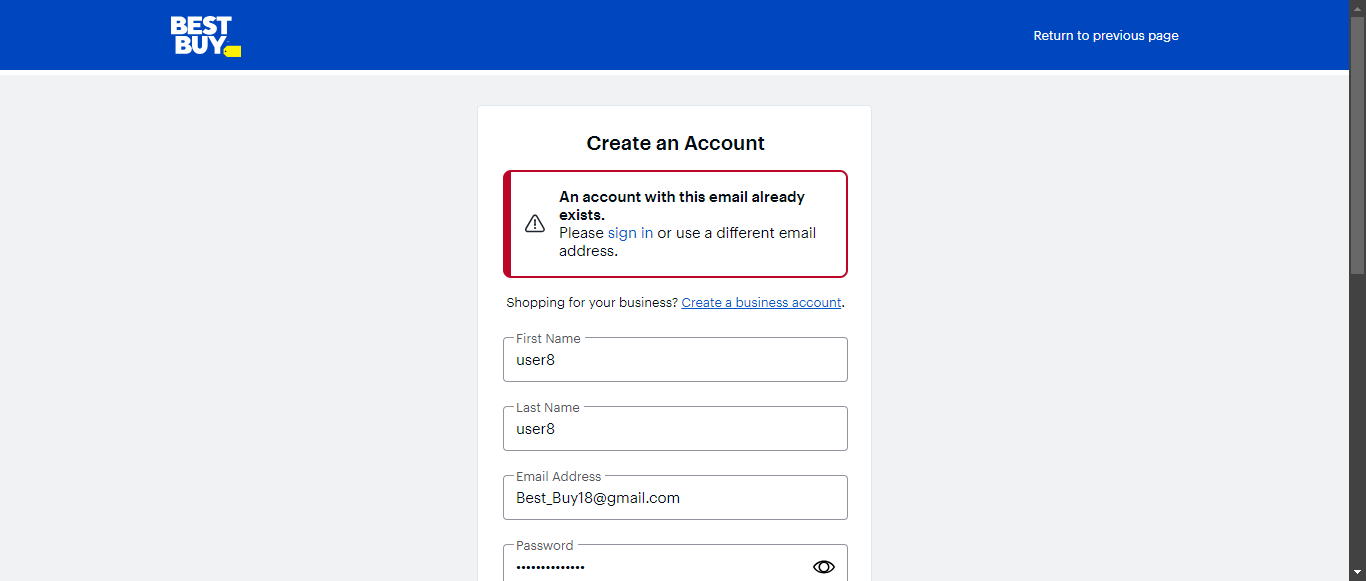 BEST
BUY
Return to previous page
Create an Account
An account with this email already
exists.
Please sign in or use a different email
address.
Shopping for your business? Create a business account.
First Name
user8
Last Name
user8
Email Address
Best_Buy18@gmail.com
Password
••••••••••••••